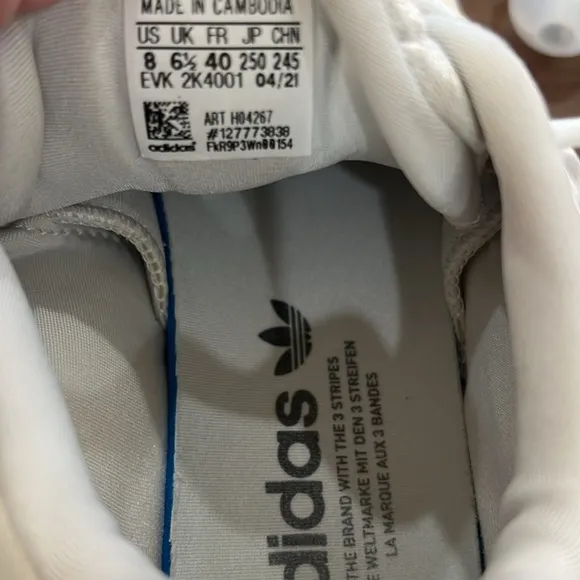 MADE IN CAMBODIA
US UK FR JP CHN
8 6½ 40 250 245
EVK 2K4001 04/21
ART H04267
#127773838
adidas FkR9P3Wn00154
adidas
THE BRAND WITH THE 3 STRIPES
E WELTMARKE MIT DEN 3 STREIFEN
LA MARQUE AUX 3 BANDES